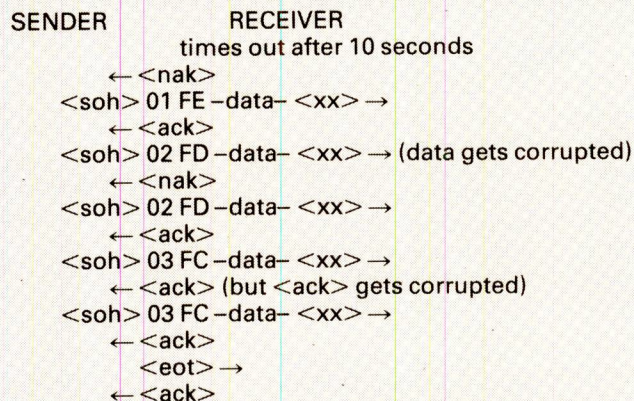 SENDER RECEIVER
times out after 10 seconds
← <nak>
<soh> 01 FE –data– <xx> →
← <ack>
<soh> 02 FD –data– <xx> → (data gets corrupted)
← <nak>
<soh> 02 FD –data– <xx> →
← <ack>
<soh> 03 FC –data– <xx> →
← <ack> (but <ack> gets corrupted)
<soh> 03 FC –data– <xx> →
← <ack>
<eot> →
← <ack>